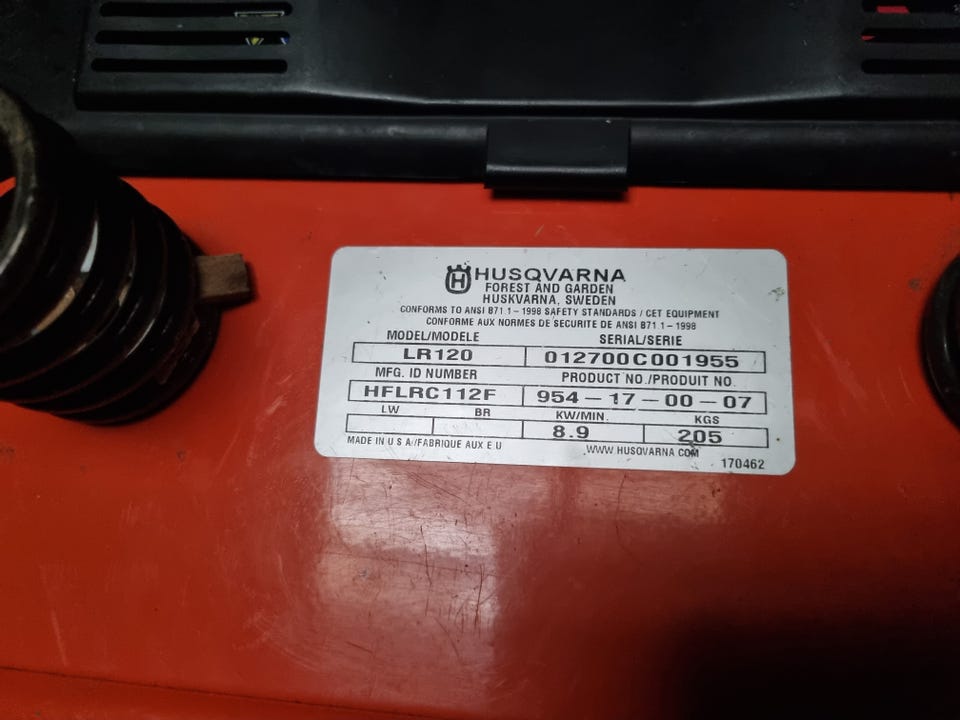 HUSQVARNA
FOREST AND GARDEN
HUSKVARNA, SWEDEN
CONFORMS TO ANSI B71.1 – 1998 SAFETY STANDARDS / CET EQUIPMENT
CONFORME AUX NORMES DE SECURITE DE ANSI B71.1 – 1998
MODEL/MODELE SERIAL/SERIE
LR120 012700C001955
MFG. ID NUMBER PRODUCT NO./PRODUIT NO.
HFLRC112F 954 – 17 – 00 – 07
LW BR KW/MIN. KGS
8.9 205
MADE IN U S A /FABRIQUE AUX E U WWW HUSQVARNA COM
170462